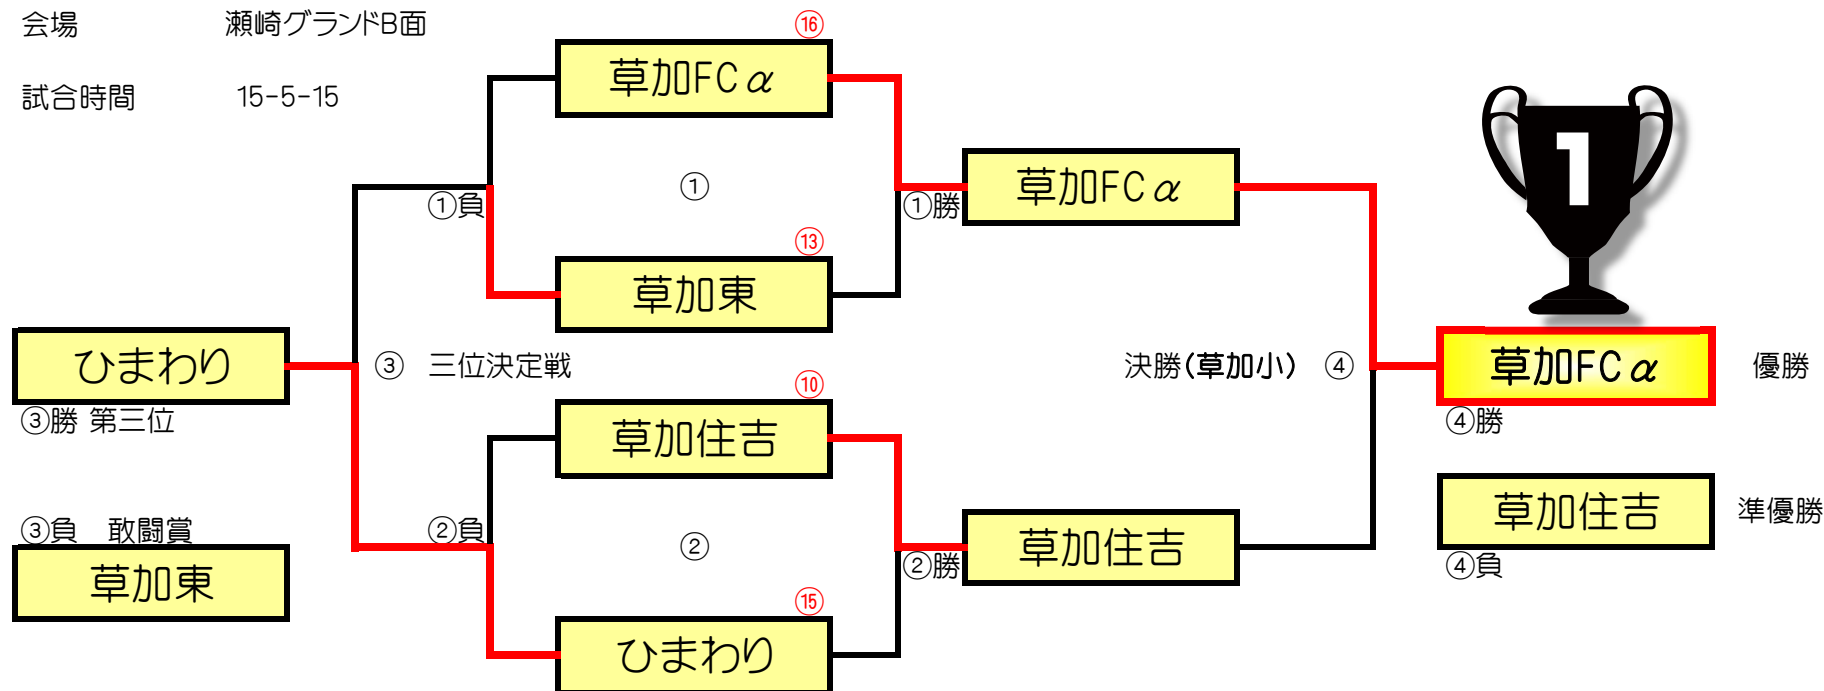 会場 瀬崎グランドB面
試合時間 15-5-15
⑯
草加FCα
①
①負
①勝
草加FCα
⑬
草加東
1
ひまわり
③勝 第三位
③ 三位決定戦
決勝(草加小) ④
草加FCα 優勝
④勝
⑩
草加住吉
③負 敢闘賞
草加東
②負
②
②勝
草加住吉
草加住吉 準優勝
④負
⑮
ひまわり